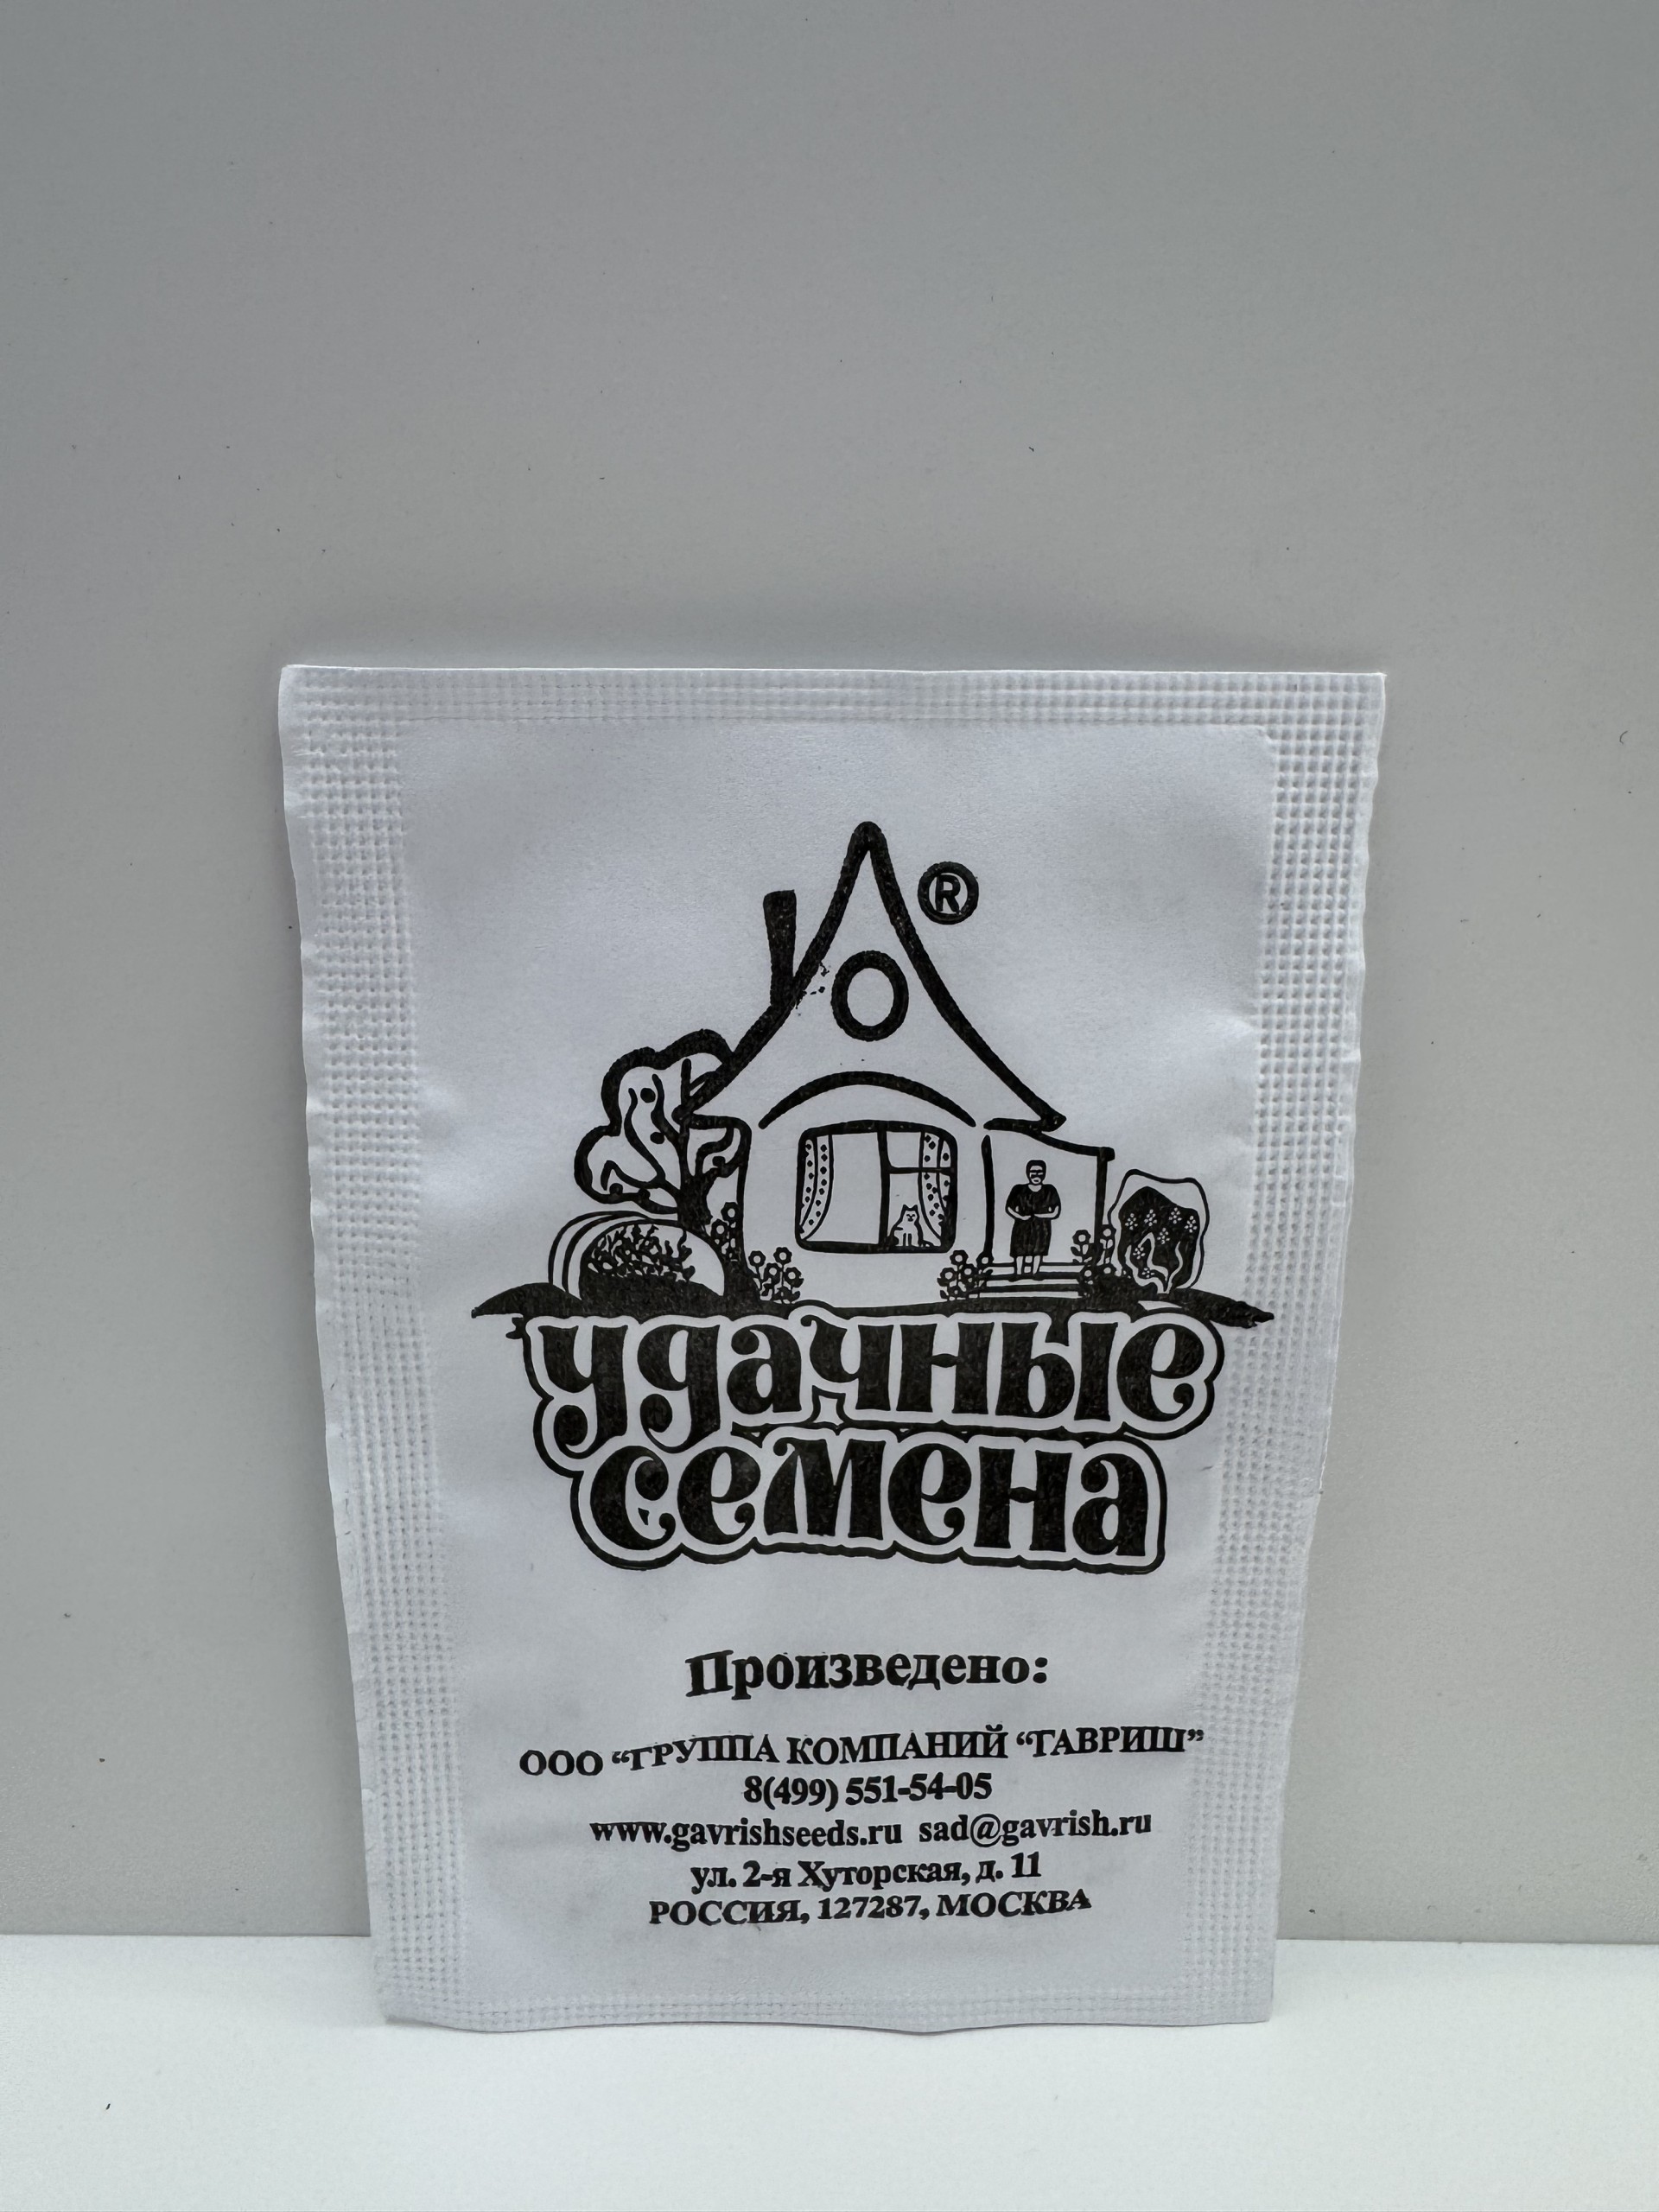 ®
удачные
семена
Произведено:
ООО “ГРУППА КОМПАНИЙ “ГАВРИШ”
8(499) 551-54-05
www.gavrishseeds.ru sad@gavrish.ru
ул. 2-я Хуторская, д. 11
РОССИЯ, 127287, МОСКВА